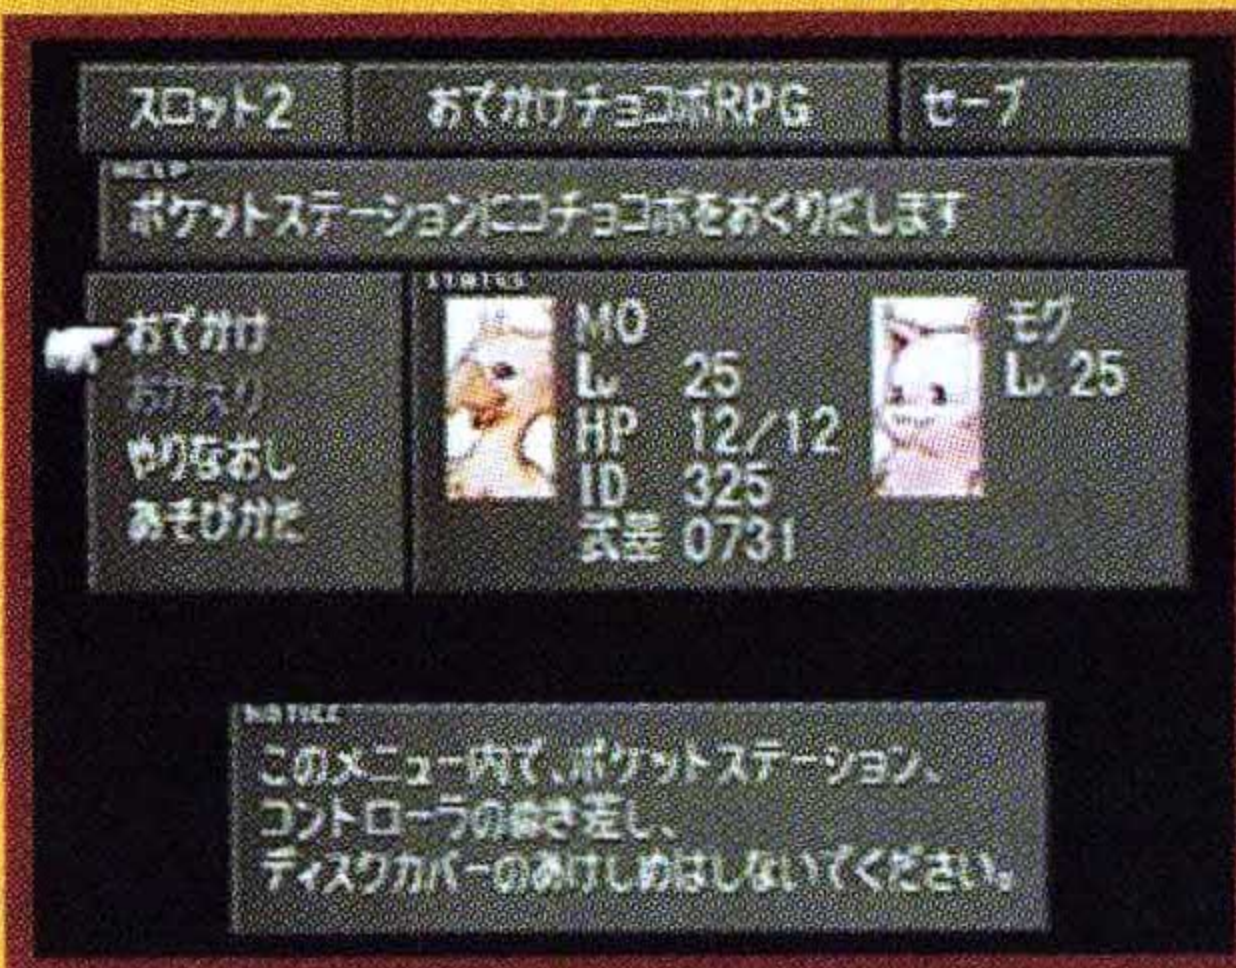 スロット2
おでかけチョコボRPG
セーブ
HELP
ポケットステーションにコチョコボをおくりだします
おでかけ
おかえり
やりなおし
あそびかた
STATUS
MO
Lv 25
HP 12/12
ID 325
武器 0731
モグ
Lv 25
NOTICE
このメニュー内で、ポケットステーション、
コントローラのぬき差し、
ディスクカバーのあけしめはしないでください。